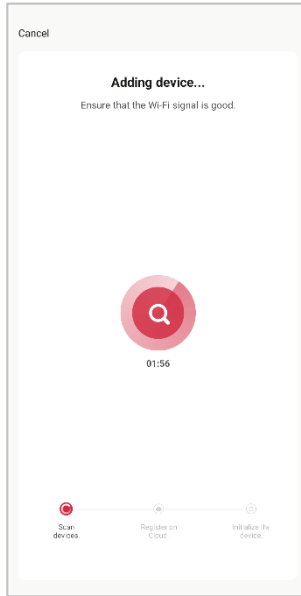 Cancel
Adding device...
Ensure that the Wi-Fi signal is good.
01:56
Scan
devices.
Register on
Cloud.
Initialize the
device.